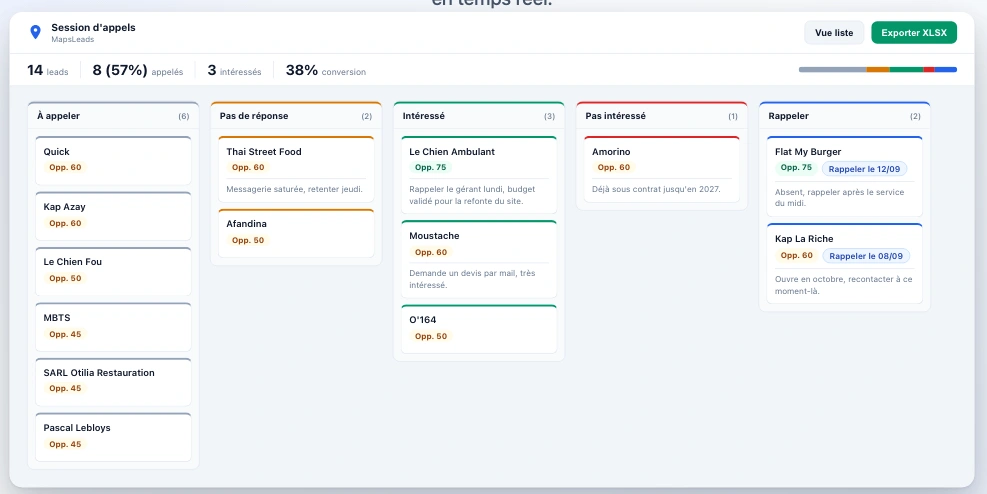 en temps réel.
Session d'appels
MapsLeads
Vue liste
Exporter XLSX
14 leads
8 (57%) appelés
3 intéressés
38% conversion
À appeler (6)
Quick
Opp. 60
Kap Azay
Opp. 60
Le Chien Fou
Opp. 50
MBTS
Opp. 45
SARL Otilia Restauration
Opp. 45
Pascal Lebloys
Opp. 45
Pas de réponse (2)
Thai Street Food
Opp. 60
Messagerie saturée, retenter jeudi.
Afandina
Opp. 50
Intéressé (3)
Le Chien Ambulant
Opp. 75
Rappeler le gérant lundi, budget
validé pour la refonte du site.
Moustache
Opp. 60
Demande un devis par mail, très
intéressé.
O'164
Opp. 50
Pas intéressé (1)
Amorino
Opp. 60
Déjà sous contrat jusqu'en 2027.
Rappeler (2)
Flat My Burger
Opp. 75 Rappeler le 12/09
Absent, rappeler après le service
du midi.
Kap La Riche
Opp. 60 Rappeler le 08/09
Ouvre en octobre, recontacter à ce
moment-là.